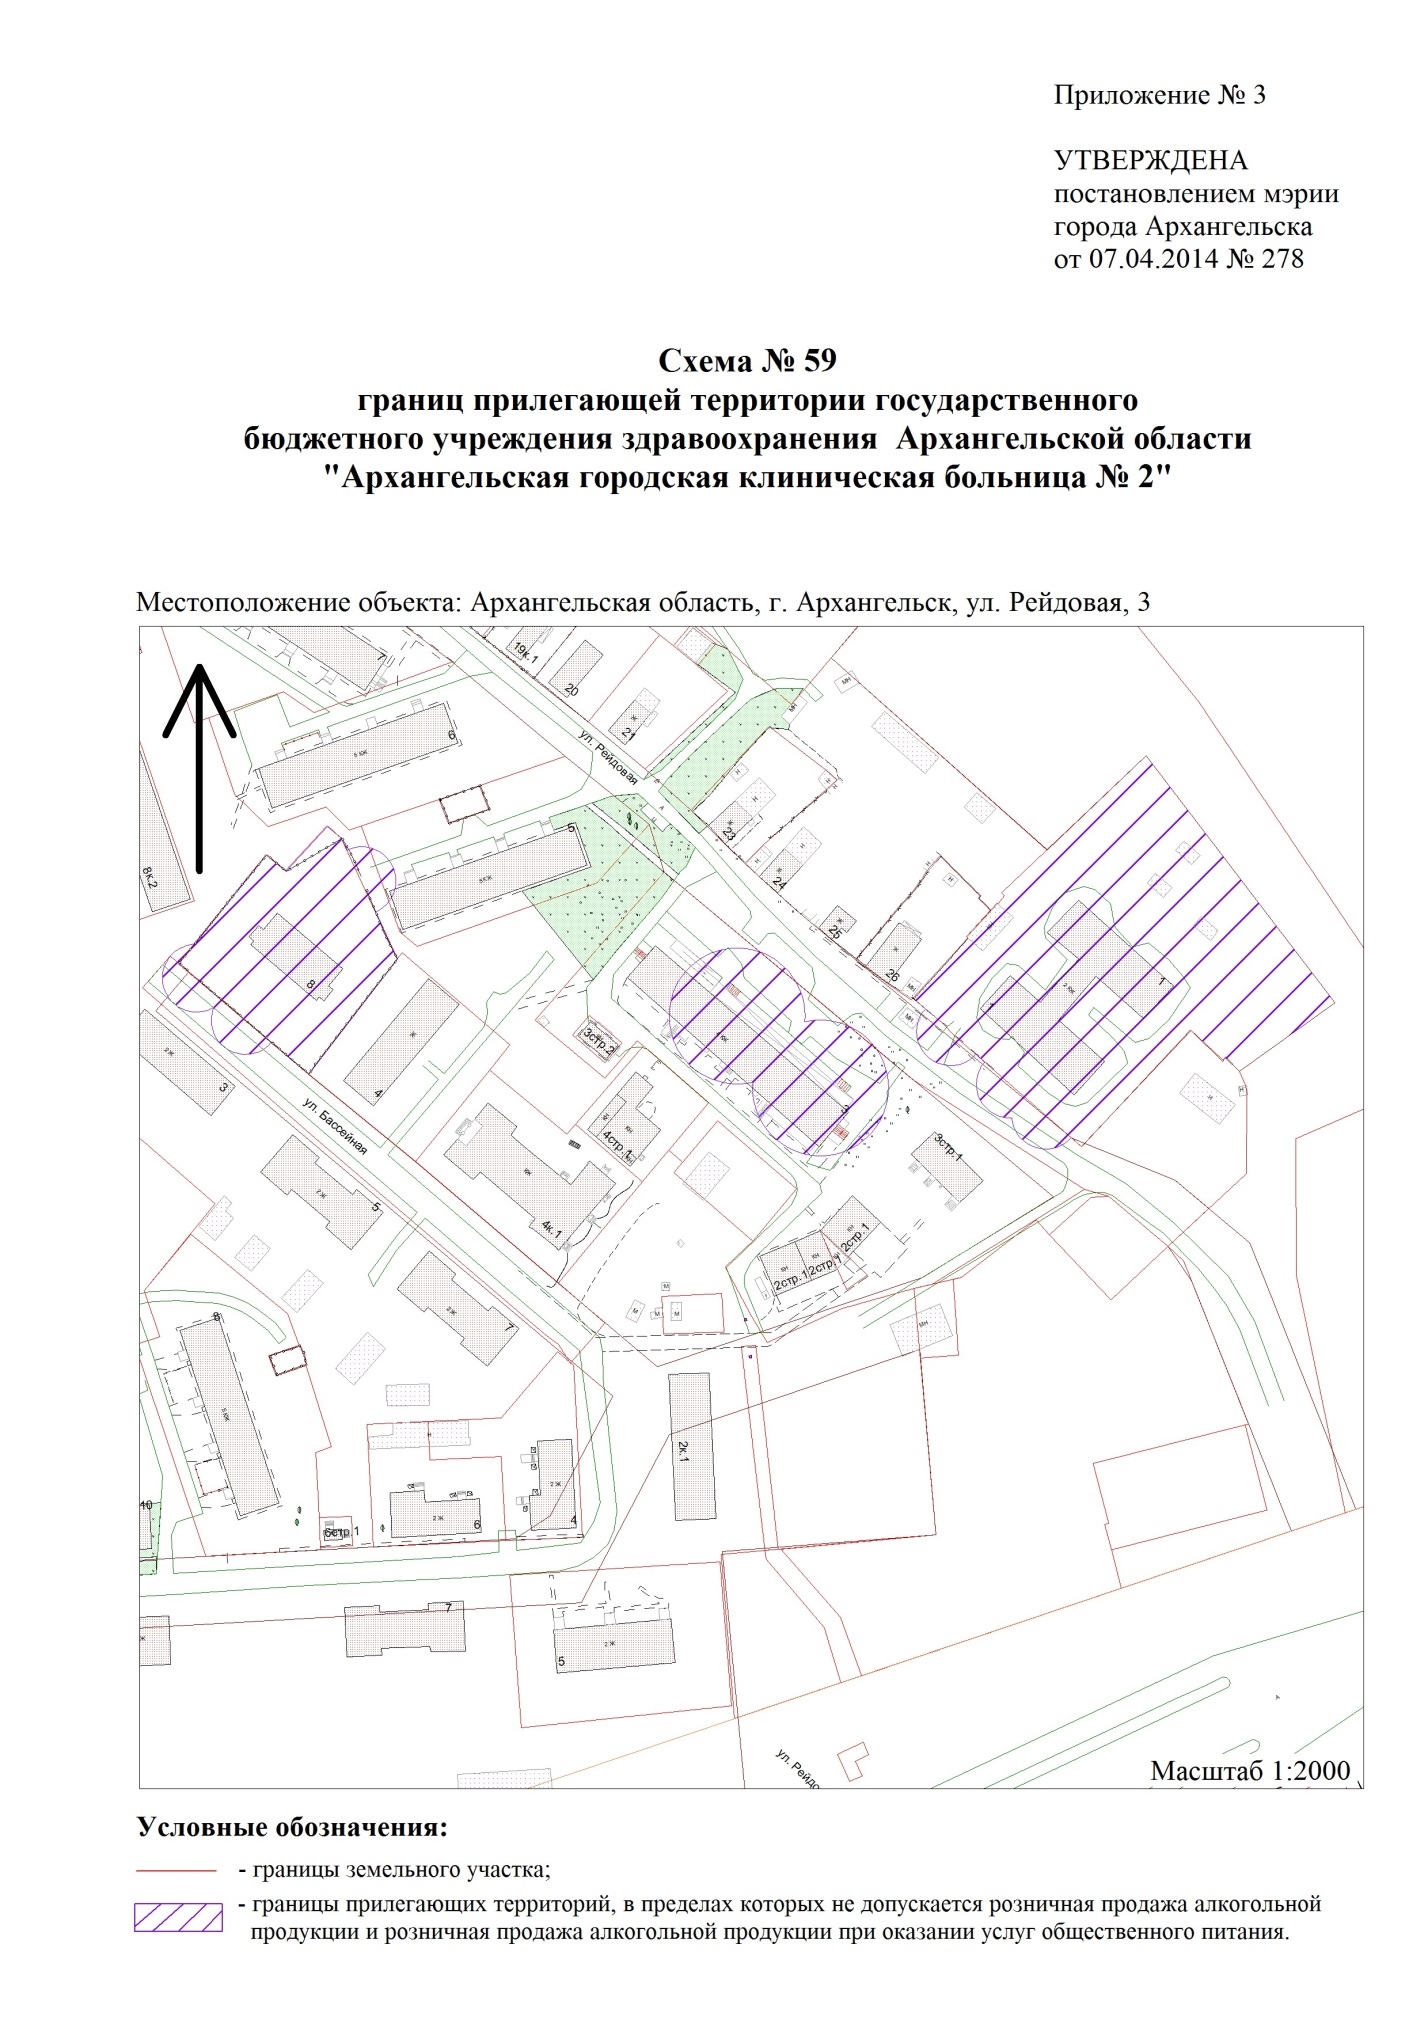 Приложение № 3
УТВЕРЖДЕНА
постановлением мэрии
города Архангельска
от 07.04.2014 № 278
Схема № 59
границ прилегающей территории государственного
бюджетного учреждения здравоохранения Архангельской области
"Архангельская городская клиническая больница № 2"
Местоположение объекта: Архангельская область, г. Архангельск, ул. Рейдовая, 3
7
19к.1
20
21
6
ул. Рейдовая
5
23
24
25
26
8к.2
8
1
3стр.2
3
4
3
ул. Бассейная
4стр.1
3стр.1
4к.1
5
2стр.1
2стр.1
2стр.1
7
8
2к.1
10
6стр.1
6
4
7
5
ул. Рейдо
Масштаб 1:2000
Условные обозначения:
- границы земельного участка;
- границы прилегающих территорий, в пределах которых не допускается розничная продажа алкогольной
продукции и розничная продажа алкогольной продукции при оказании услуг общественного питания.